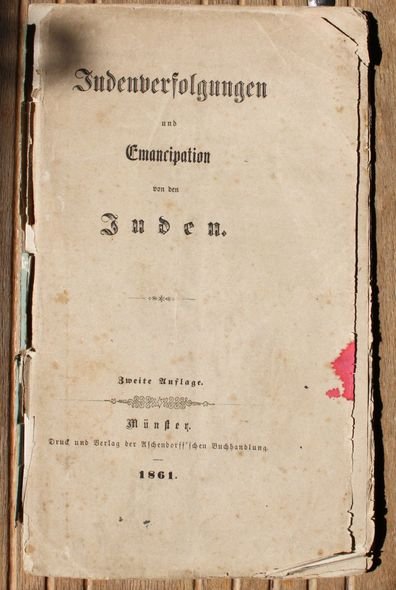 Judenverfolgungen
und
Emancipation
von den
Juden.
Zweite Auflage.
Münster.
Druck und Verlag der Aschendorff'schen Buchhandlung.
1861.